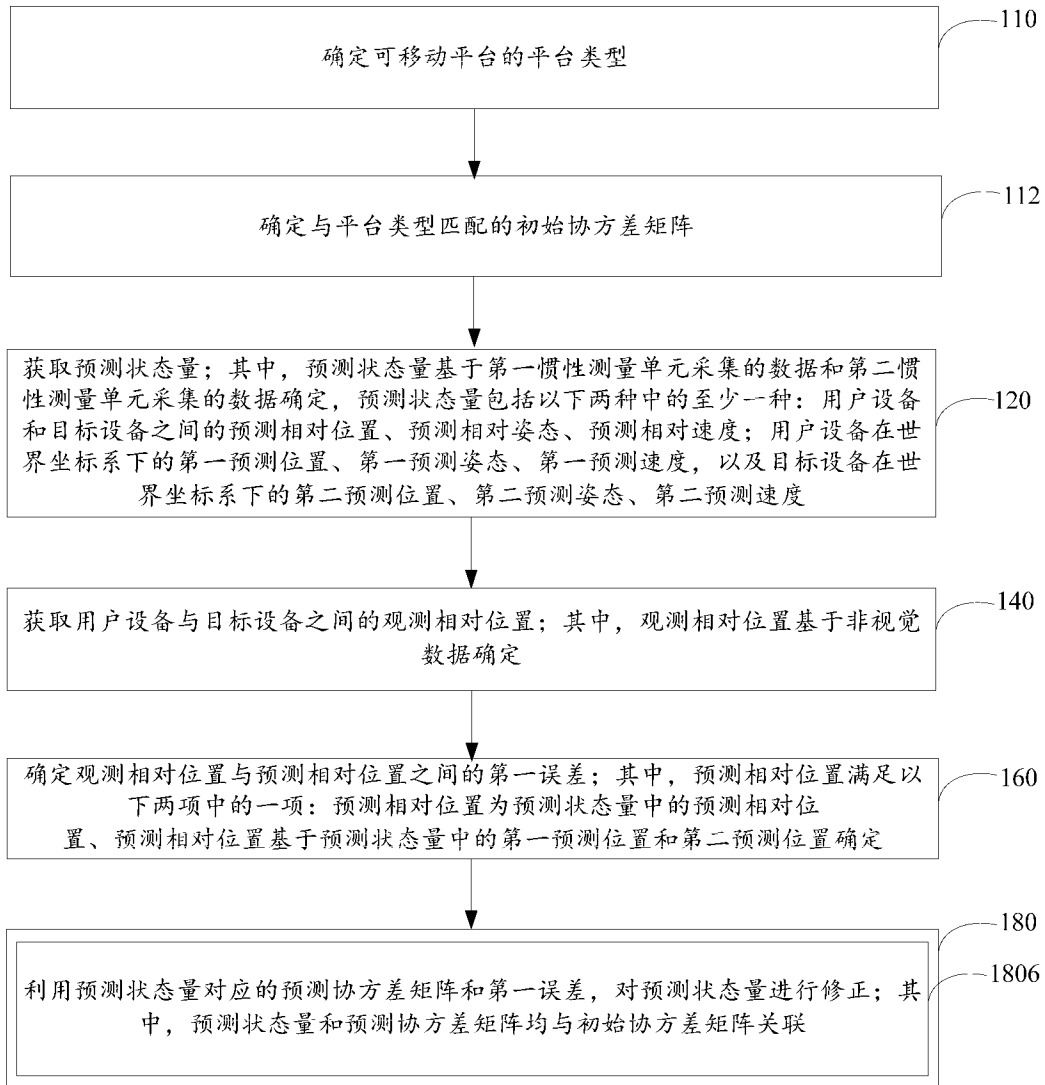 确定可移动平台的平台类型
110
确定与平台类型匹配的初始协方差矩阵
112
获取预测状态量；其中，预测状态量基于第一惯性测量单元采集的数据和第二惯
性测量单元采集的数据确定，预测状态量包括以下两种中的至少一种：用户设备
和目标设备之间的预测相对位置、预测相对姿态、预测相对速度；用户设备在世
界坐标系下的第一预测位置、第一预测姿态、第一预测速度，以及目标设备在世
界坐标系下的第二预测位置、第二预测姿态、第二预测速度
120
获取用户设备与目标设备之间的观测相对位置；其中，观测相对位置基于非视觉
数据确定
140
确定观测相对位置与预测相对位置之间的第一误差；其中，预测相对位置满足以
下两项中的一项：预测相对位置为预测状态量中的预测相对位
置、预测相对位置基于预测状态量中的第一预测位置和第二预测位置确定
160
180
1806
利用预测状态量对应的预测协方差矩阵和第一误差，对预测状态量进行修正；其
中，预测状态量和预测协方差矩阵均与初始协方差矩阵关联